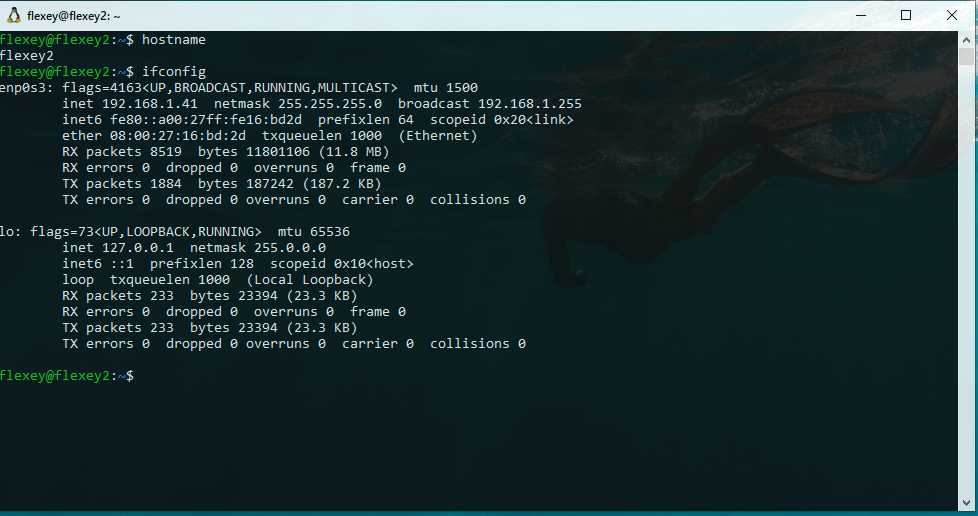 flexey@flexey2: ~
flexey@flexey2:~$ hostname
flexey2
flexey@flexey2:~$ ifconfig
enp0s3: flags=4163<UP,BROADCAST,RUNNING,MULTICAST>  mtu 1500
        inet 192.168.1.41  netmask 255.255.255.0  broadcast 192.168.1.255
        inet6 fe80::a00:27ff:fe16:bd2d  prefixlen 64  scopeid 0x20<link>
        ether 08:00:27:16:bd:2d  txqueuelen 1000  (Ethernet)
        RX packets 8519  bytes 11801106 (11.8 MB)
        RX errors 0  dropped 0  overruns 0  frame 0
        TX packets 1884  bytes 187242 (187.2 KB)
        TX errors 0  dropped 0 overruns 0  carrier 0  collisions 0

lo: flags=73<UP,LOOPBACK,RUNNING>  mtu 65536
        inet 127.0.0.1  netmask 255.0.0.0
        inet6 ::1  prefixlen 128  scopeid 0x10<host>
        loop  txqueuelen 1000  (Local Loopback)
        RX packets 233  bytes 23394 (23.3 KB)
        RX errors 0  dropped 0  overruns 0  frame 0
        TX packets 233  bytes 23394 (23.3 KB)
        TX errors 0  dropped 0 overruns 0  carrier 0  collisions 0

flexey@flexey2:~$